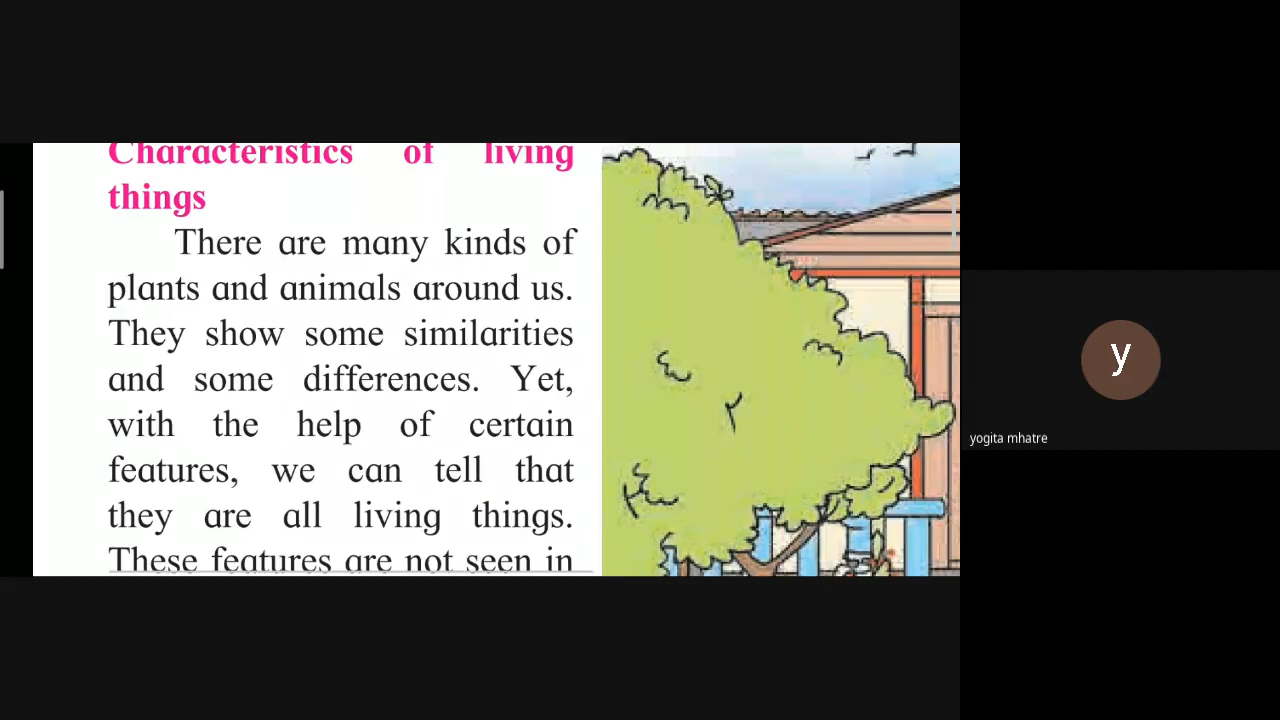 Characteristics of living
things
There are many kinds of
plants and animals around us.
They show some similarities
and some differences. Yet,
with the help of certain
features, we can tell that
they are all living things.
These features are not seen in
y
yogita mhatre